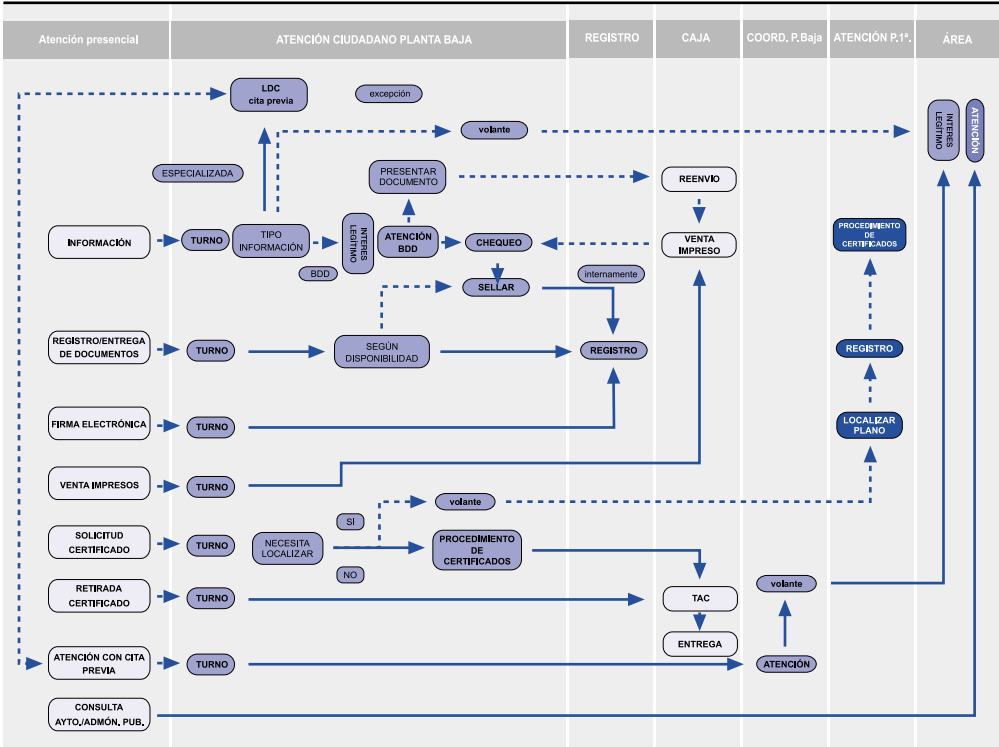 Atención presencial
ATENCIÓN CIUDADANO PLANTA BAJA
REGISTRO
CAJA
COORD. P.Baja
ATENCIÓN P.1ª.
ÁREA
LDC
cita previa
excepción
volante
INTERES
LEGÍTIMO
ATENCIÓN
ESPECIALIZADA
PRESENTAR
DOCUMENTO
REENVÍO
INFORMACIÓN
TURNO
TIPO
INFORMACIÓN
BDD
INTERES
LEGÍTIMO
ATENCIÓN
BDD
CHEQUEO
VENTA
IMPRESO
PROCEDIMIENTO
DE
CERTIFICADOS
internamente
SELLAR
REGISTRO/ENTREGA
DE DOCUMENTOS
TURNO
SEGÚN
DISPONIBILIDAD
REGISTRO
REGISTRO
FIRMA ELECTRÓNICA
TURNO
LOCALIZAR
PLANO
VENTA IMPRESOS
TURNO
volante
SOLICITUD
CERTIFICADO
TURNO
NECESITA
LOCALIZAR
SI
NO
PROCEDIMIENTO
DE
CERTIFICADOS
RETIRADA
CERTIFICADO
TURNO
TAC
volante
ENTREGA
ATENCIÓN CON CITA
PREVIA
TURNO
ATENCIÓN
CONSULTA
AYTO./ADMÓN. PUB.